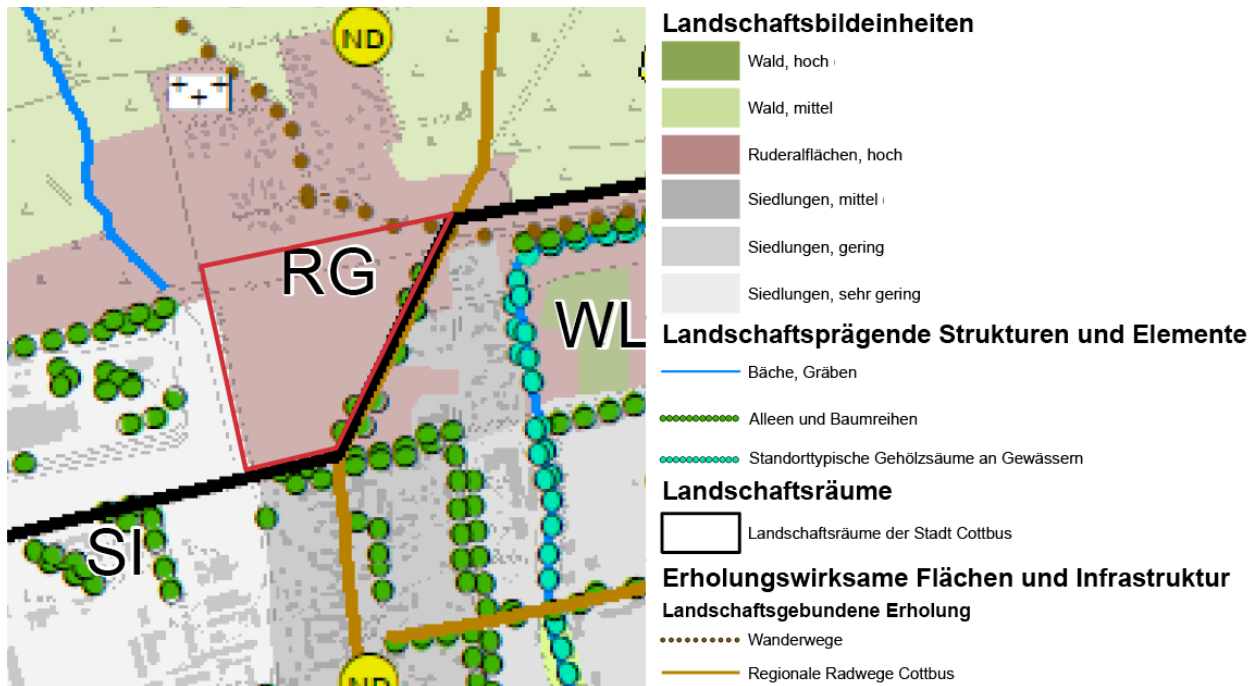 ND
RG
WL
SI
ND
Landschaftsbildeinheiten
Wald, hoch
Wald, mittel
Ruderalflächen, hoch
Siedlungen, mittel
Siedlungen, gering
Siedlungen, sehr gering
Landschaftsprägende Strukturen und Elemente
Bäche, Gräben
Alleen und Baumreihen
Standorttypische Gehölzsäume an Gewässern
Landschaftsräume
Landschaftsräume der Stadt Cottbus
Erholungswirksame Flächen und Infrastruktur
Landschaftsgebundene Erholung
Wanderwege
Regionale Radwege Cottbus